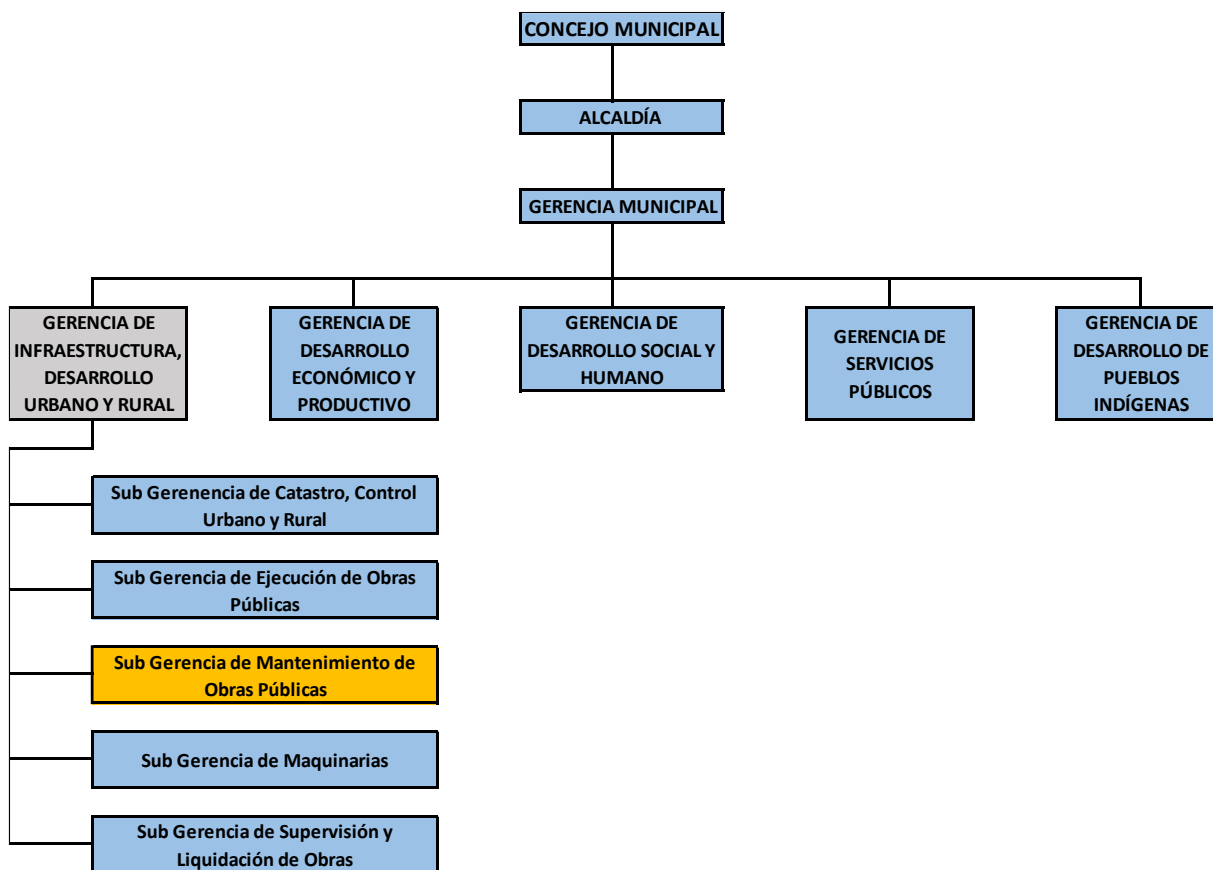 CONCEJO MUNICIPAL
ALCALDÍA
GERENCIA MUNICIPAL
GERENCIA DE
INFRAESTRUCTURA,
DESARROLLO
URBANO Y RURAL
GERENCIA DE
DESARROLLO
ECONÓMICO Y
PRODUCTIVO
GERENCIA DE
DESARROLLO SOCIAL Y
HUMANO
GERENCIA DE
SERVICIOS
PÚBLICOS
GERENCIA DE
DESARROLLO DE
PUEBLOS
INDÍGENAS
Sub Gerenencia de Catastro, Control
Urbano y Rural
Sub Gerencia de Ejecución de Obras
Públicas
Sub Gerencia de Mantenimiento de
Obras Públicas
Sub Gerencia de Maquinarias
Sub Gerencia de Supervisión y
Liquidación de Obras